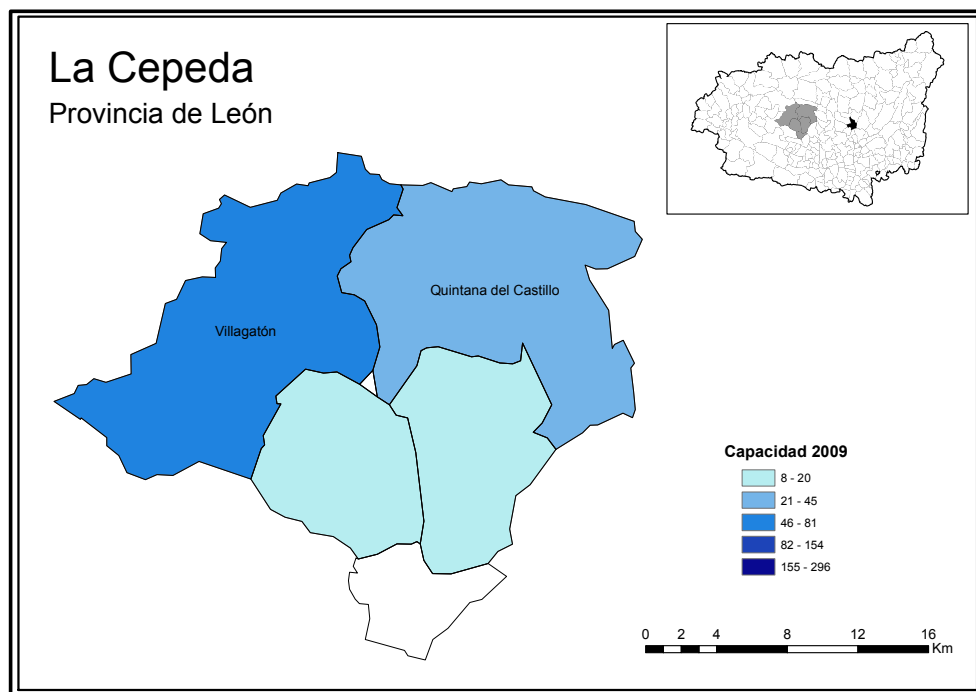 La Cepeda
Provincia de León
Quintana del Castillo
Villagatón
Capacidad 2009
8 - 20
21 - 45
46 - 81
82 - 154
155 - 296
0 2 4 8 12 16
Km